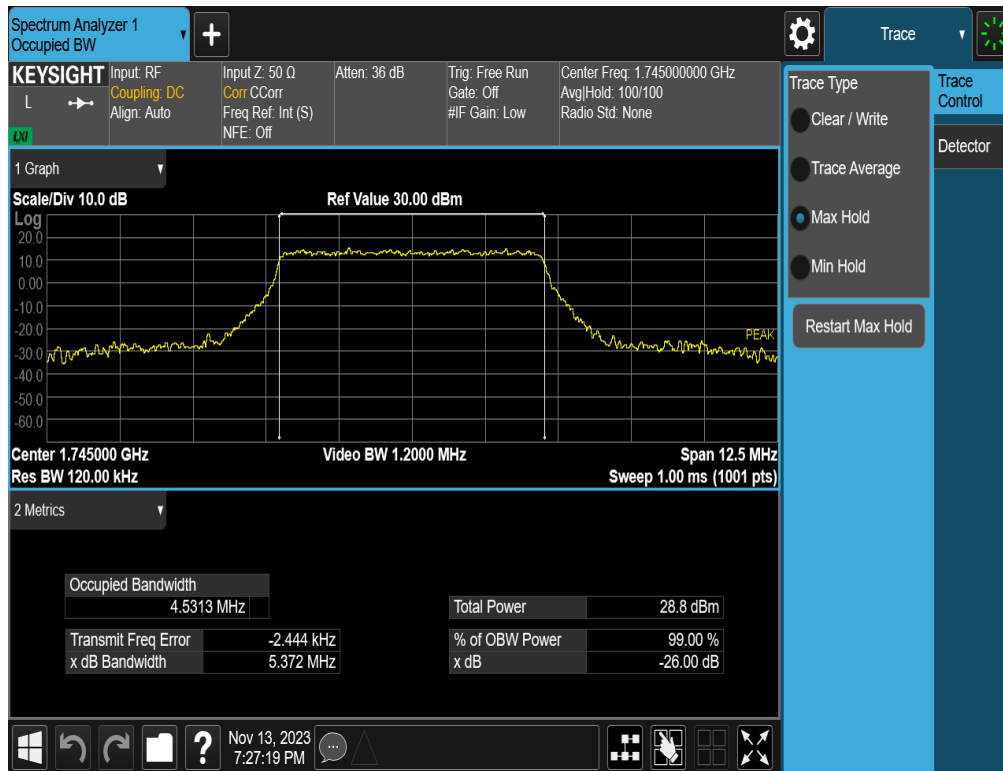 Spectrum Analyzer 1
Occupied BW
+
Trace
KEYSIGHT
L
LXI
Input: RF
Coupling: DC
Align: Auto
Input Z: 50 Ω
Corr CCorr
Freq Ref: Int (S)
NFE: Off
Atten: 36 dB
Trig: Free Run
Gate: Off
#IF Gain: Low
Center Freq: 1.745000000 GHz
Avg|Hold: 100/100
Radio Std: None
Trace Type
Clear / Write
Trace Average
Max Hold
Min Hold
Restart Max Hold
Trace
Control
Detector
1 Graph
Scale/Div 10.0 dB
Ref Value 30.00 dBm
Log
20.0
10.0
0.00
-10.0
-20.0
-30.0
-40.0
-50.0
-60.0
PEAK
Center 1.745000 GHz
Video BW 1.2000 MHz
Span 12.5 MHz
Res BW 120.00 kHz
Sweep 1.00 ms (1001 pts)
2 Metrics
Occupied Bandwidth
4.5313 MHz
Total Power 28.8 dBm
Transmit Freq Error -2.444 kHz
% of OBW Power 99.00 %
x dB Bandwidth 5.372 MHz
x dB -26.00 dB
?
Nov 13, 2023
7:27:19 PM